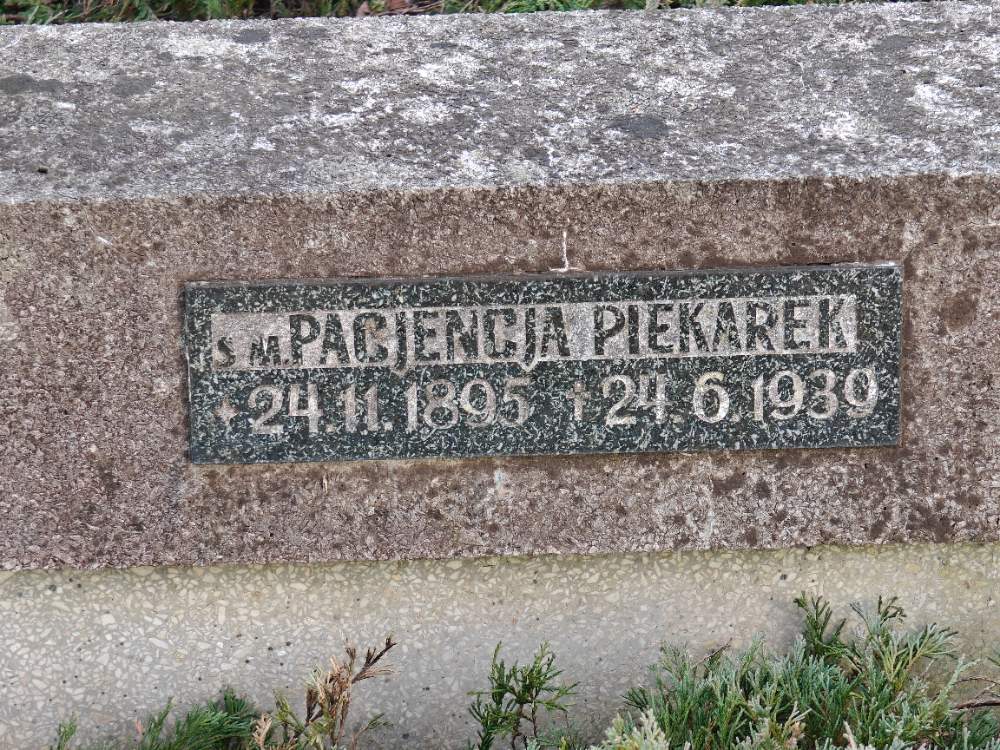 S M. PACJENCJA PIEKAREK
* 24. 11. 1895 † 24. 6. 1939